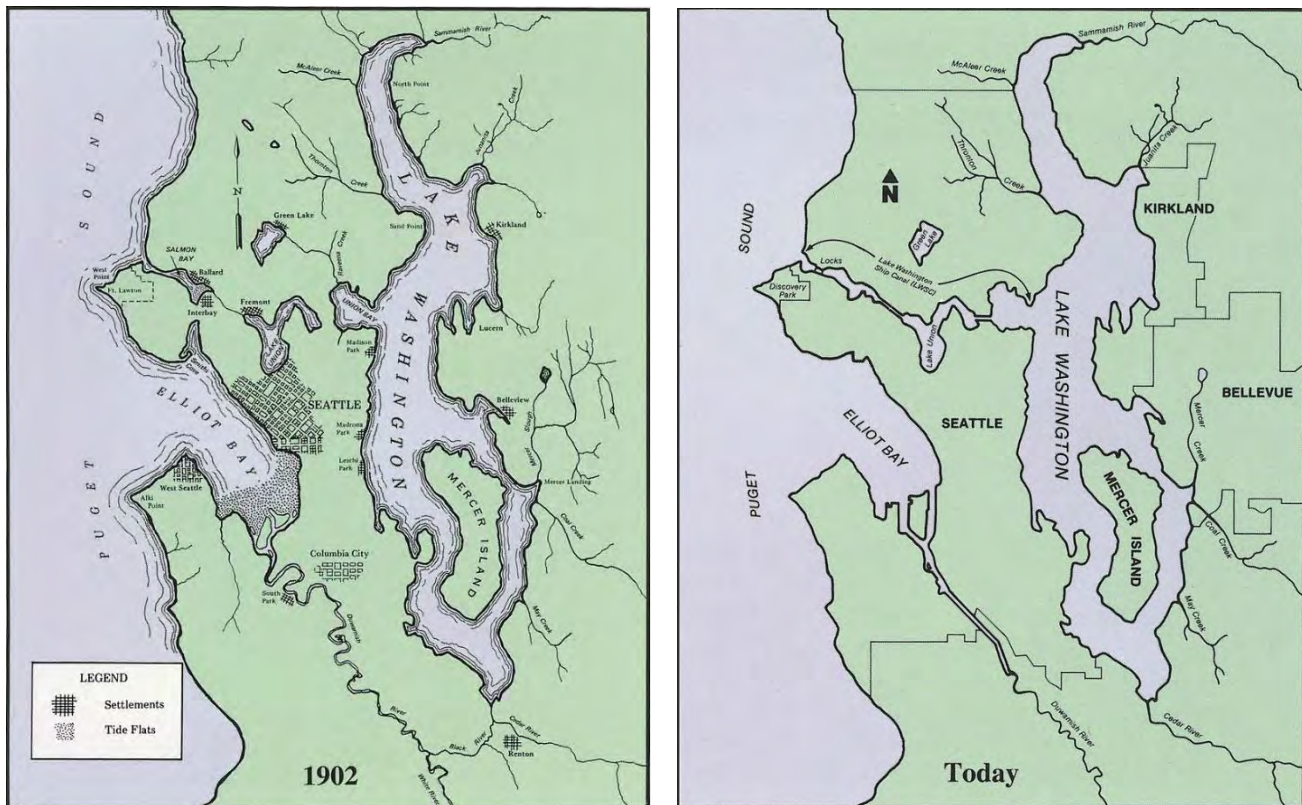 Sammamish River
McAleer Creek
North Point
Juanita Creek
Thornton Creek
N
LAKE WASHINGTON
Green Lake
Sand Point
Kirkland
Ravenna Creek
PUGET SOUND
SALMON BAY
West Point
Ballard
Ft. Lawton
Interbay
Fremont
UNION BAY
LAKE UNION
Lucern
Madison Park
Smiths Cove
ELLIOT BAY
SEATTLE
Belleview
Madrona Park
Mercer Slough
Leschi Park
West Seattle
Mercer Landing
Alki Point
MERCER ISLAND
Coal Creek
Columbia City
South Park
Duwamish River
May Creek
LEGEND
Settlements
Tide Flats
Black River
Cedar River
Renton
White River
1902
Sammamish River
McAleer Creek
Juanita Creek
Thronton Creek
N
KIRKLAND
PUGET SOUND
Green Lake
Locks
Lake Washington
Ship Canal (LWSC)
Discovery Park
Lake Union
LAKE WASHINGTON
BELLEVUE
SEATTLE
ELLIOT BAY
Mercer Creek
MERCER ISLAND
Coal Creek
May Creek
Duwamish River
Cedar River
Today